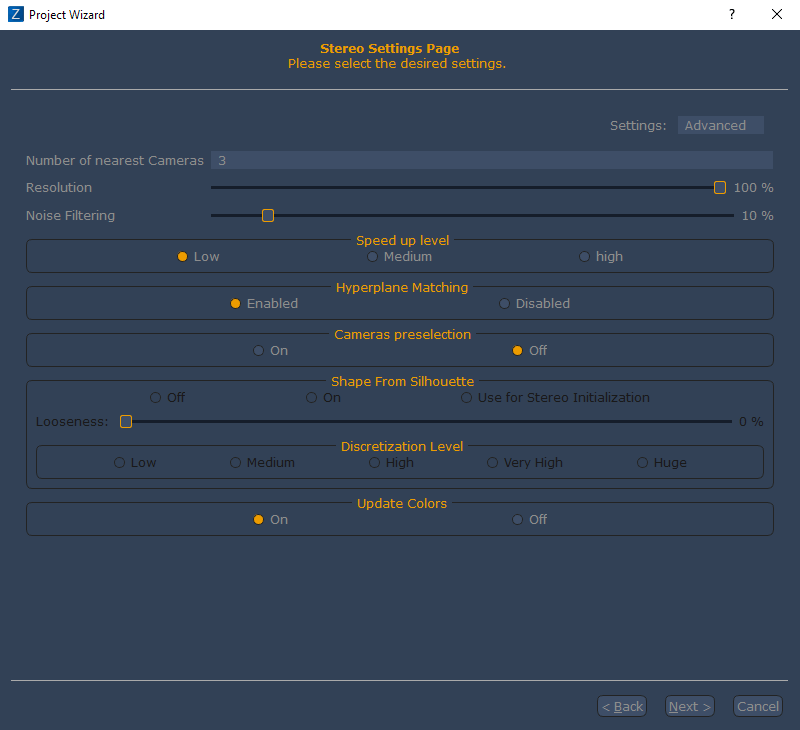 Z Project Wizard ?
Stereo Settings Page
Please select the desired settings.
Settings: Advanced
Number of nearest Cameras 3
Resolution 100 %
Noise Filtering 10 %
Speed up level
Low Medium high
Hyperplane Matching
Enabled Disabled
Cameras preselection
On Off
Shape From Silhouette
Off On Use for Stereo Initialization
Looseness: 0 %
Discretization Level
Low Medium High Very High Huge
Update Colors
On Off
< Back Next > Cancel